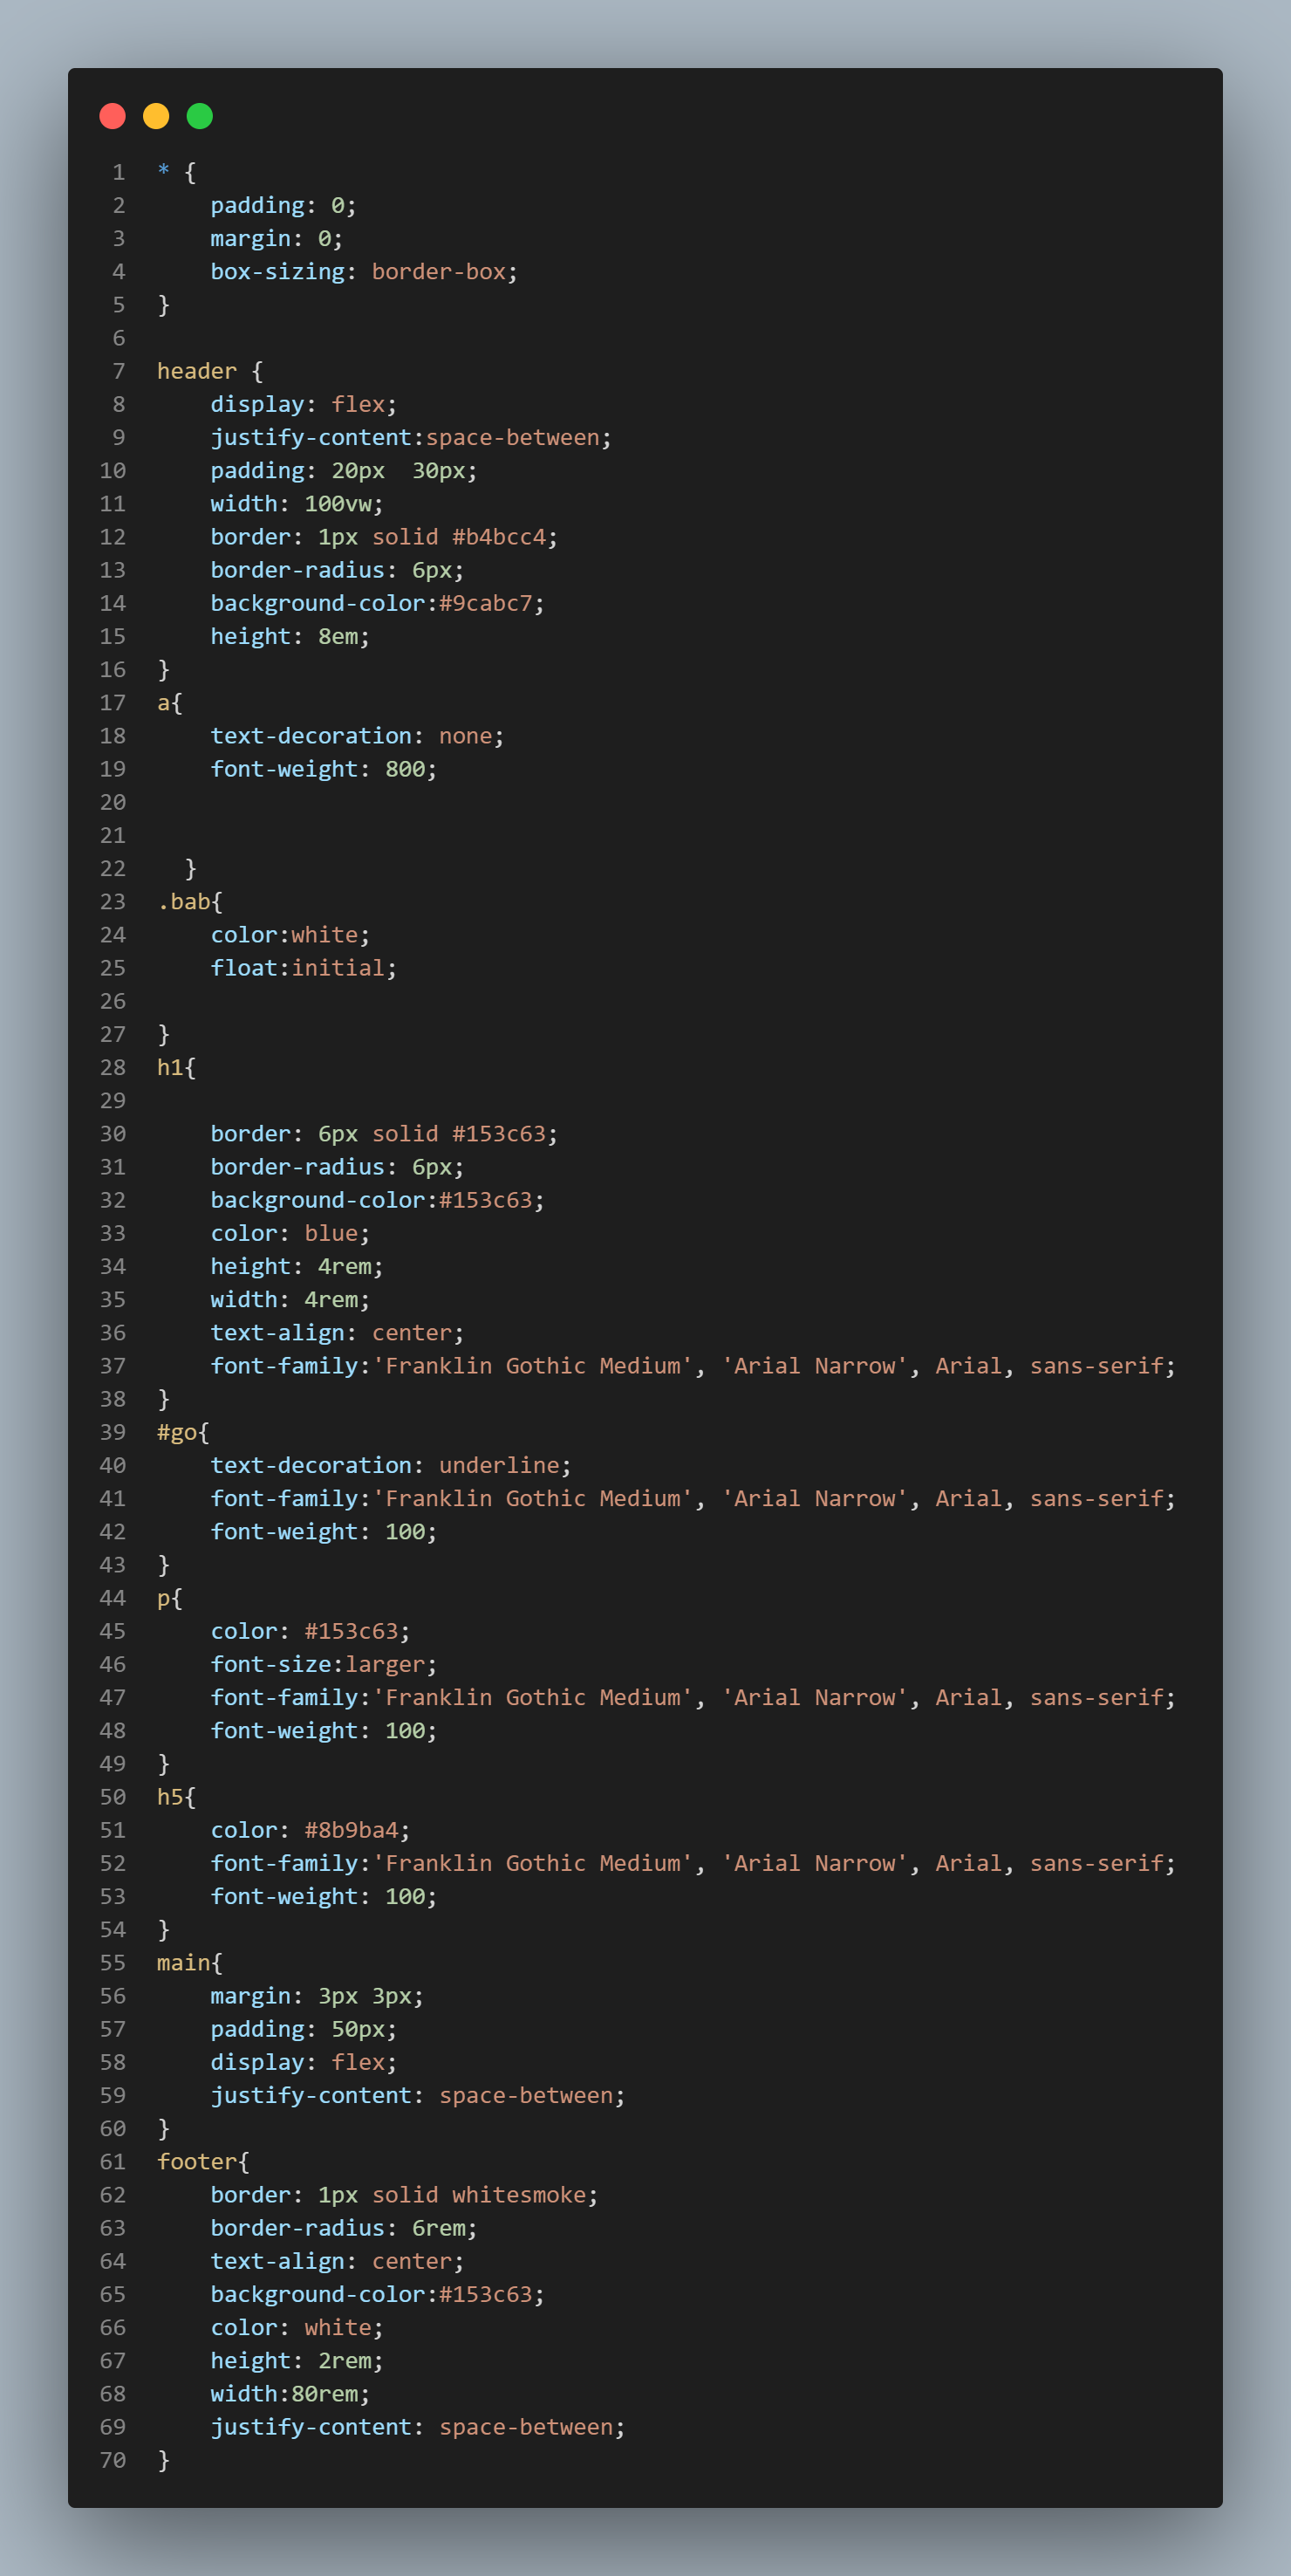 1 * {
2     padding: 0;
3     margin: 0;
4     box-sizing: border-box;
5 }
6
7 header {
8     display: flex;
9     justify-content:space-between;
10     padding: 20px  30px;
11     width: 100vw;
12     border: 1px solid #b4bcc4;
13     border-radius: 6px;
14     background-color:#9cabc7;
15     height: 8em;
16 }
17 a{
18     text-decoration: none;
19     font-weight: 800;
20
21
22   }
23 .bab{
24     color:white;
25     float:initial;
26
27 }
28 h1{
29
30     border: 6px solid #153c63;
31     border-radius: 6px;
32     background-color:#153c63;
33     color: blue;
34     height: 4rem;
35     width: 4rem;
36     text-align: center;
37     font-family:'Franklin Gothic Medium', 'Arial Narrow', Arial, sans-serif;
38 }
39 #go{
40     text-decoration: underline;
41     font-family:'Franklin Gothic Medium', 'Arial Narrow', Arial, sans-serif;
42     font-weight: 100;
43 }
44 p{
45     color: #153c63;
46     font-size:larger;
47     font-family:'Franklin Gothic Medium', 'Arial Narrow', Arial, sans-serif;
48     font-weight: 100;
49 }
50 h5{
51     color: #8b9ba4;
52     font-family:'Franklin Gothic Medium', 'Arial Narrow', Arial, sans-serif;
53     font-weight: 100;
54 }
55 main{
56     margin: 3px 3px;
57     padding: 50px;
58     display: flex;
59     justify-content: space-between;
60 }
61 footer{
62     border: 1px solid whitesmoke;
63     border-radius: 6rem;
64     text-align: center;
65     background-color:#153c63;
66     color: white;
67     height: 2rem;
68     width:80rem;
69     justify-content: space-between;
70 }